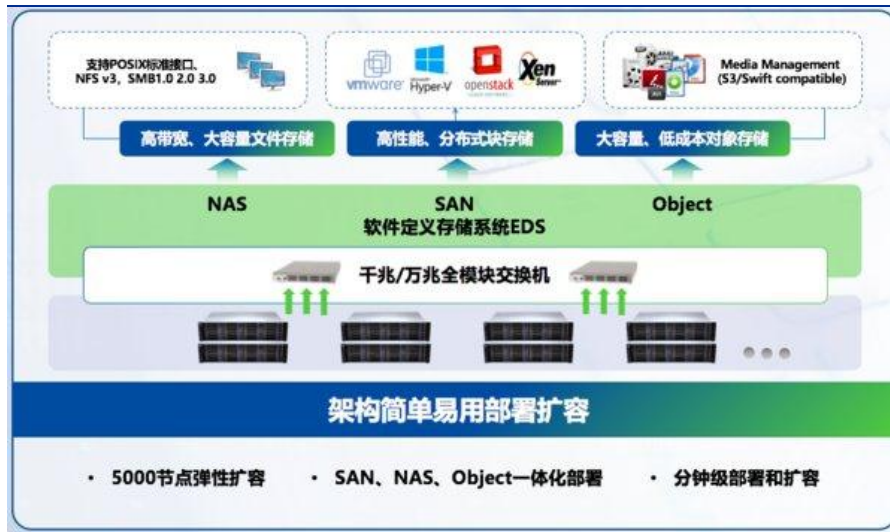 支持POSIX标准接口、
NFS v3，SMB1.0 2.0 3.0
vmware
Microsoft
Hyper-V
openstack
CLOUD SOFTWARE
Xen
Server
Media Management
(S3/Swift compatible)
高带宽、大容量文件存储
高性能、分布式块存储
大容量、低成本对象存储
NAS
SAN
Object
软件定义存储系统EDS
千兆/万兆全模块交换机
架构简单易用部署扩容
· 5000节点弹性扩容
· SAN、NAS、Object一体化部署
· 分钟级部署和扩容